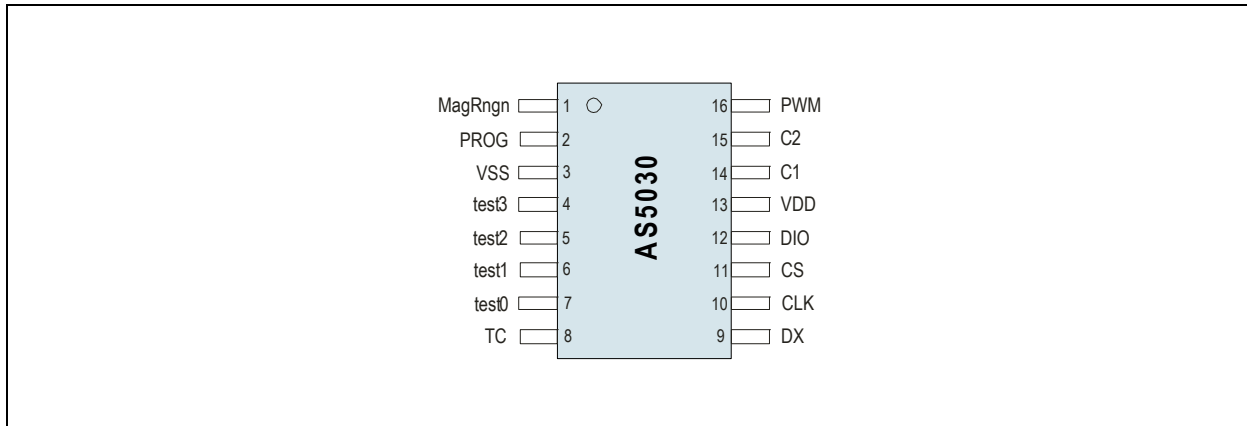 MagRngn 1 16 PWM
PROG 2 15 C2
VSS 3 14 C1
test3 4 13 VDD
AS5030
test2 5 12 DIO
test1 6 11 CS
test0 7 10 CLK
TC 8 9 DX